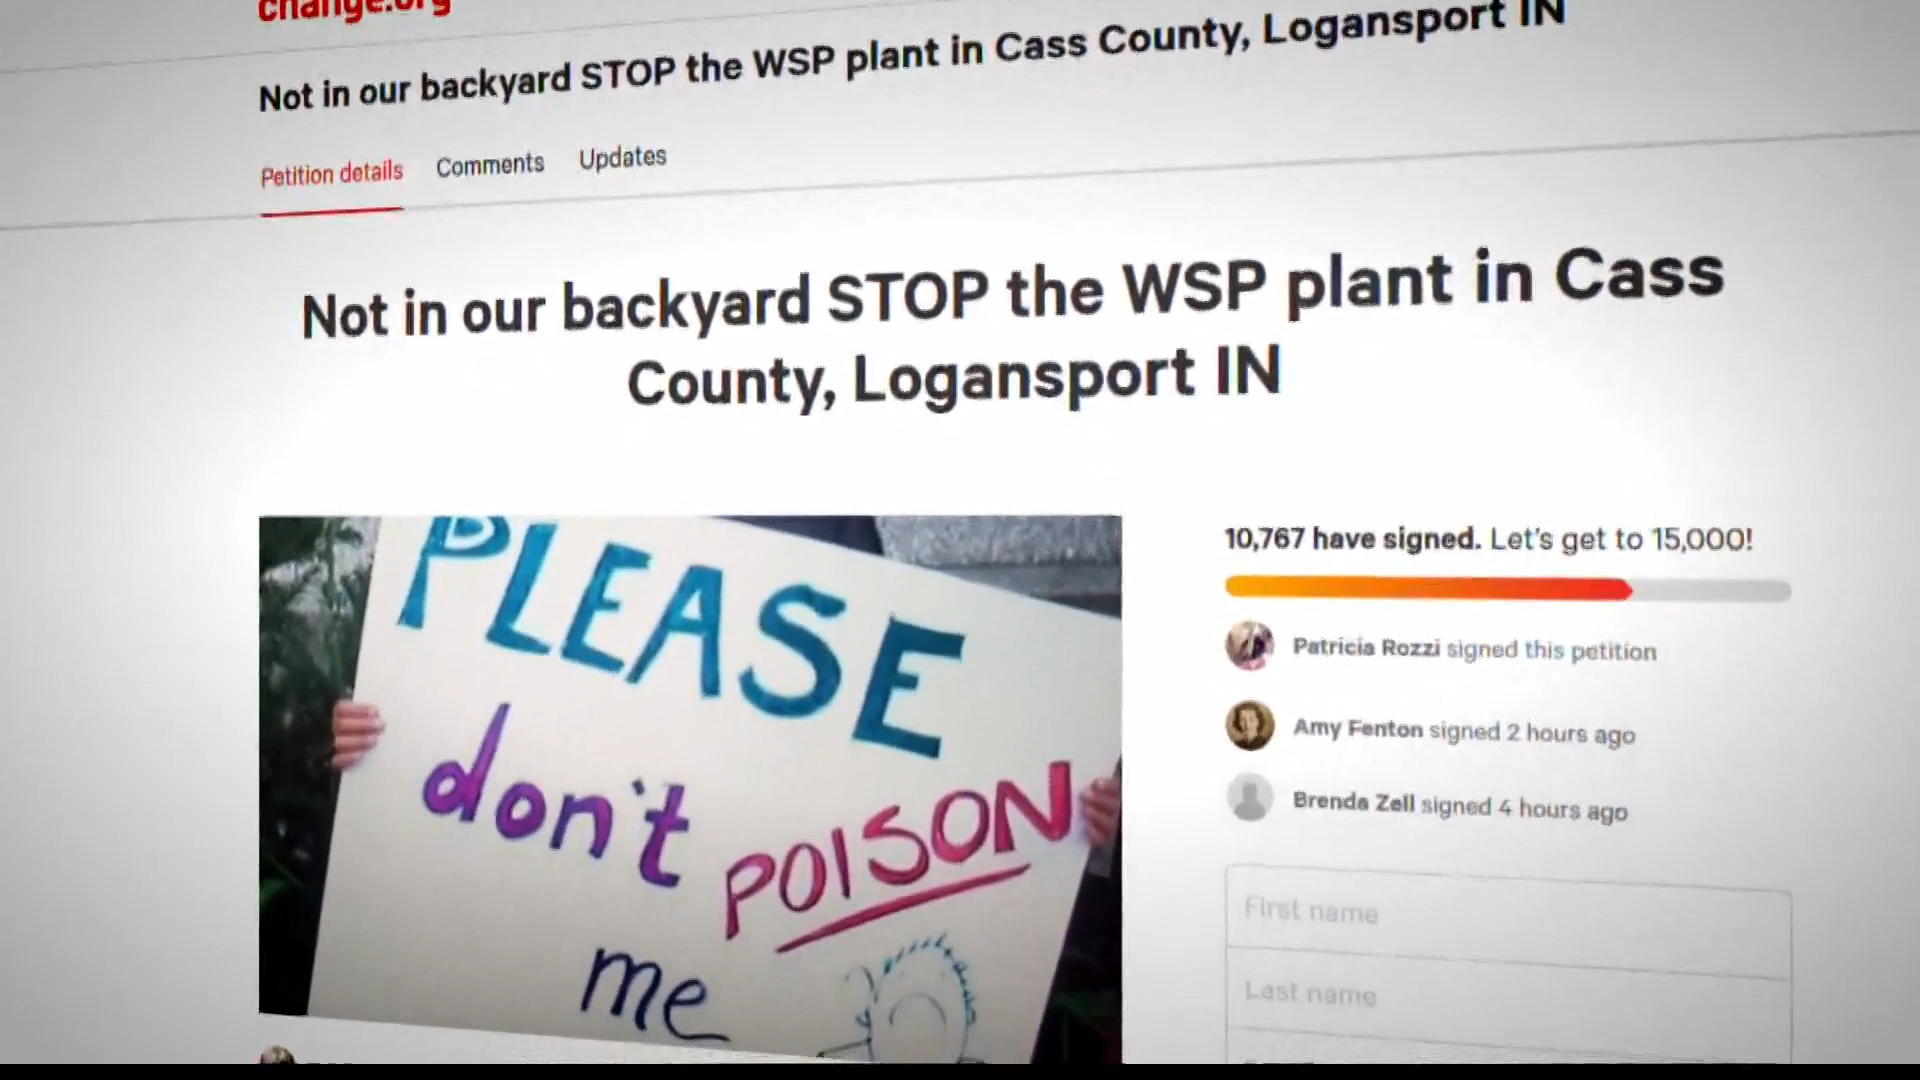 change.org
Not in our backyard STOP the WSP plant in Cass County, Logansport IN
Petition details Comments Updates
Not in our backyard STOP the WSP plant in Cass
County, Logansport IN
PLEASE
don't POISON
me
10,767 have signed. Let's get to 15,000!
Patricia Rozzi signed this petition
Amy Fenton signed 2 hours ago
Brenda Zell signed 4 hours ago
First name
Last name